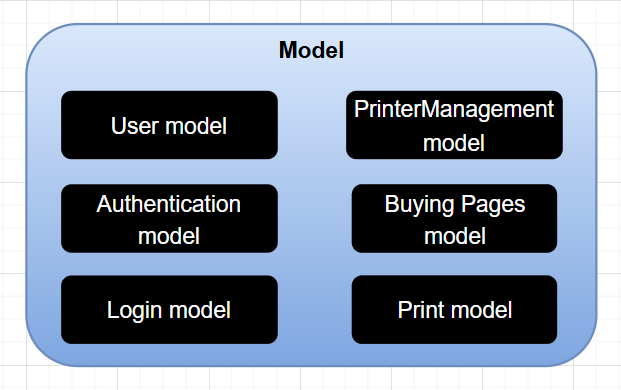 Model
User model
PrinterManagement
model
Authentication
model
Buying Pages
model
Login model
Print model